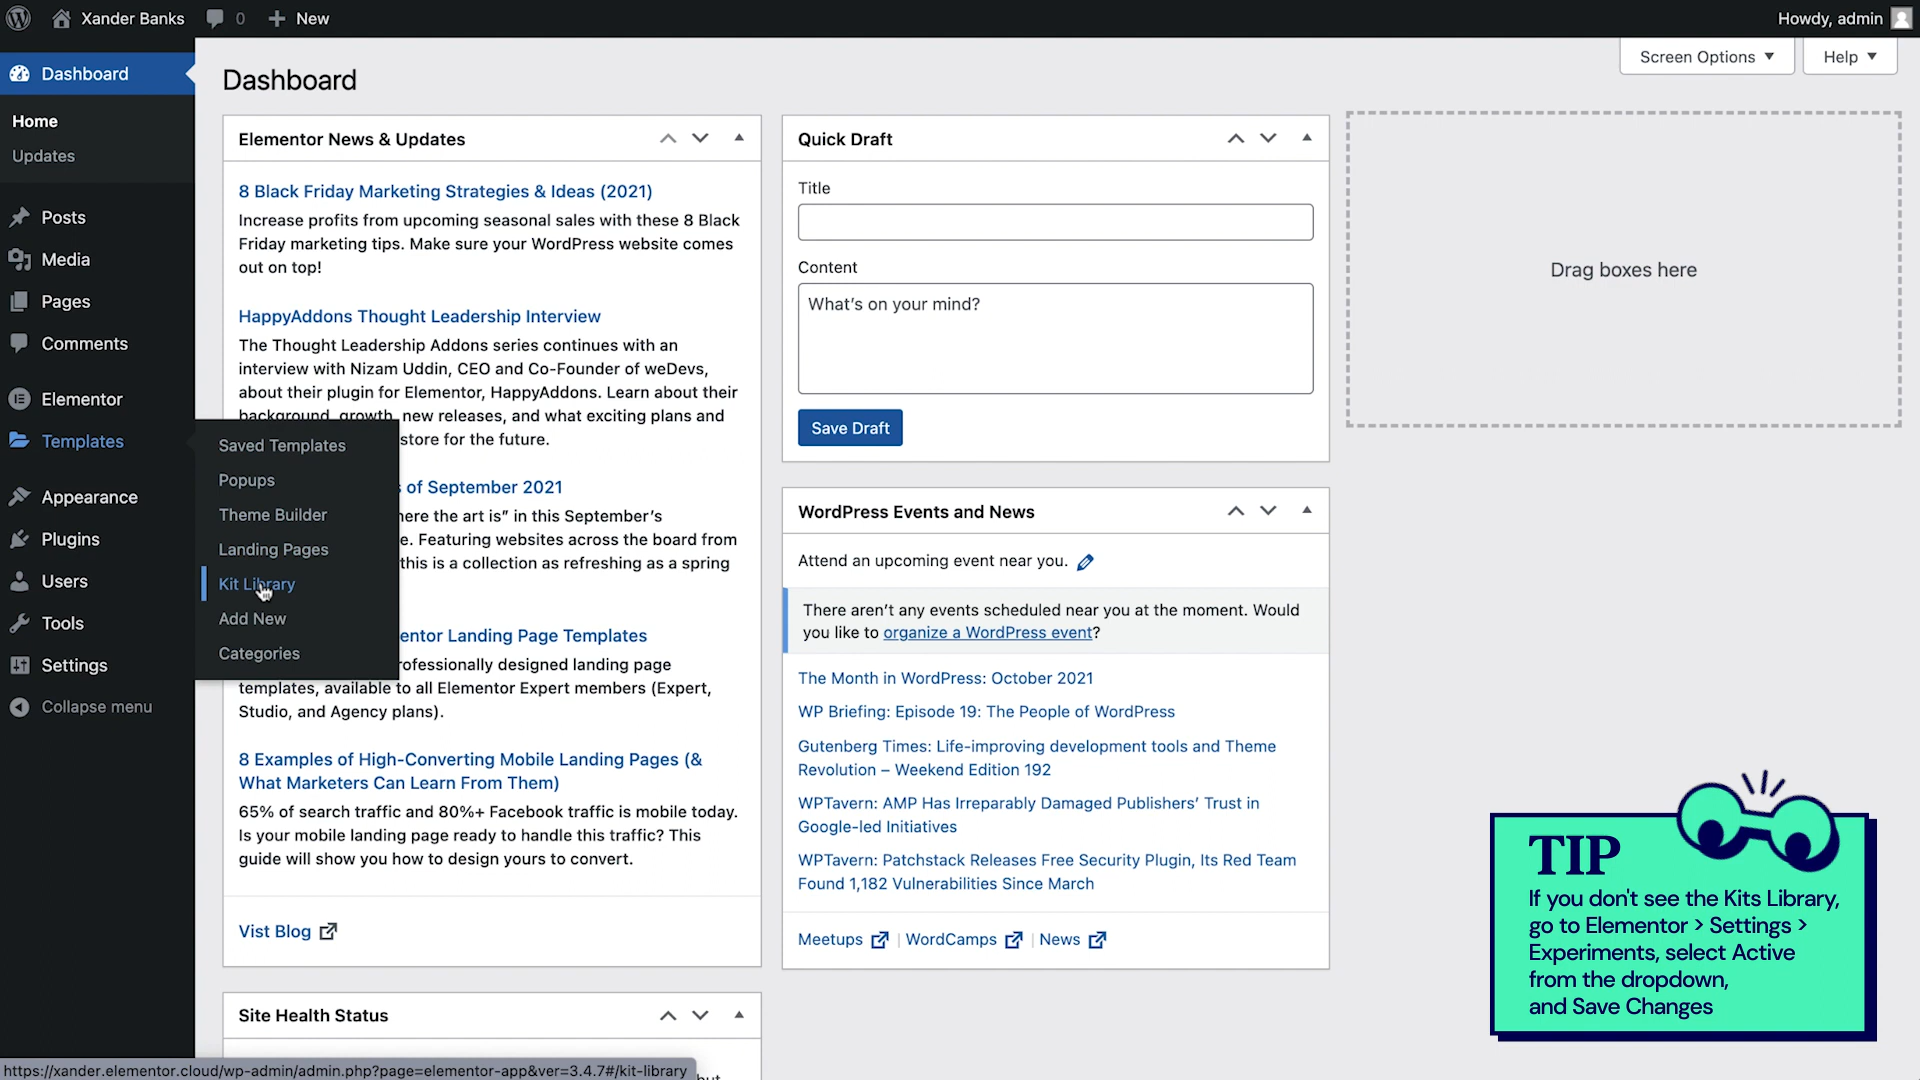 Xander Banks
0
New
Howdy, admin
Screen Options
Help
Dashboard
Home
Updates
Posts
Media
Pages
Comments
Elementor
Templates
Appearance
Plugins
Users
Tools
Settings
Collapse menu
Saved Templates
Popups
Theme Builder
Landing Pages
Kit Library
Add New
Categories
Dashboard
Elementor News & Updates
8 Black Friday Marketing Strategies & Ideas (2021)
Increase profits from upcoming seasonal sales with these 8 Black
Friday marketing tips. Make sure your WordPress website comes
out on top!
HappyAddons Thought Leadership Interview
The Thought Leadership Addons series continues with an
interview with Nizam Uddin, CEO and Co-Founder of weDevs,
about their plugin for Elementor, HappyAddons. Learn about their
background, growth, new releases, and what exciting plans and
store for the future.
of September 2021
here the art is” in this September’s
Featuring websites across the board from
this is a collection as refreshing as a spring
Landing Page Templates
professionally designed landing page
templates, available to all Elementor Expert members (Expert,
Studio, and Agency plans).
8 Examples of High-Converting Mobile Landing Pages (&
What Marketers Can Learn From Them)
65% of search traffic and 80%+ Facebook traffic is mobile today.
Is your mobile landing page ready to handle this traffic? This
guide will show you how to design yours to convert.
Vist Blog
Site Health Status
Quick Draft
Title
Content
What’s on your mind?
Save Draft
WordPress Events and News
Attend an upcoming event near you.
There aren’t any events scheduled near you at the moment. Would
you like to organize a WordPress event?
The Month in WordPress: October 2021
WP Briefing: Episode 19: The People of WordPress
Gutenberg Times: Life-improving development tools and Theme
Revolution – Weekend Edition 192
WPTavern: AMP Has Irreparably Damaged Publishers’ Trust in
Google-led Initiatives
WPTavern: Patchstack Releases Free Security Plugin, Its Red Team
Found 1,182 Vulnerabilities Since March
Meetups | WordCamps | News
Drag boxes here
TIP
If you don't see the Kits Library,
go to Elementor > Settings >
Experiments, select Active
from the dropdown,
and Save Changes
https://xander.elementor.cloud/wp-admin/admin.php?page=elementor-app&ver=3.4.7#/kit-library